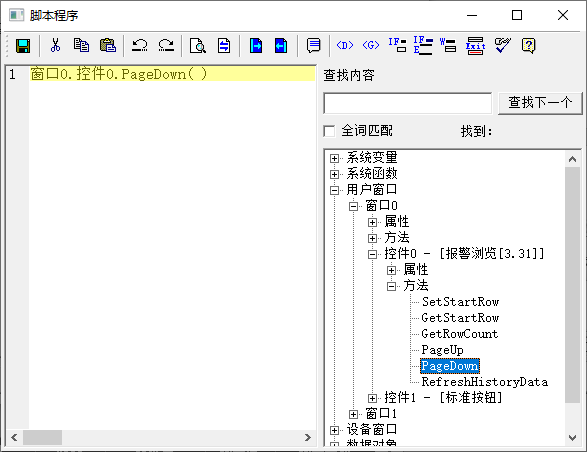 脚本程序
<D> <G> IF IF E W Exit
1 窗口0.控件0.PageDown( )
查找内容
查找下一个
全词匹配 找到:
系统变量
系统函数
用户窗口
窗口0
属性
方法
控件0 - [报警浏览[3.31]]
属性
方法
SetStartRow
GetStartRow
GetRowCount
PageUp
PageDown
RefreshHistoryData
控件1 - [标准按钮]
窗口1
设备窗口
数据对象